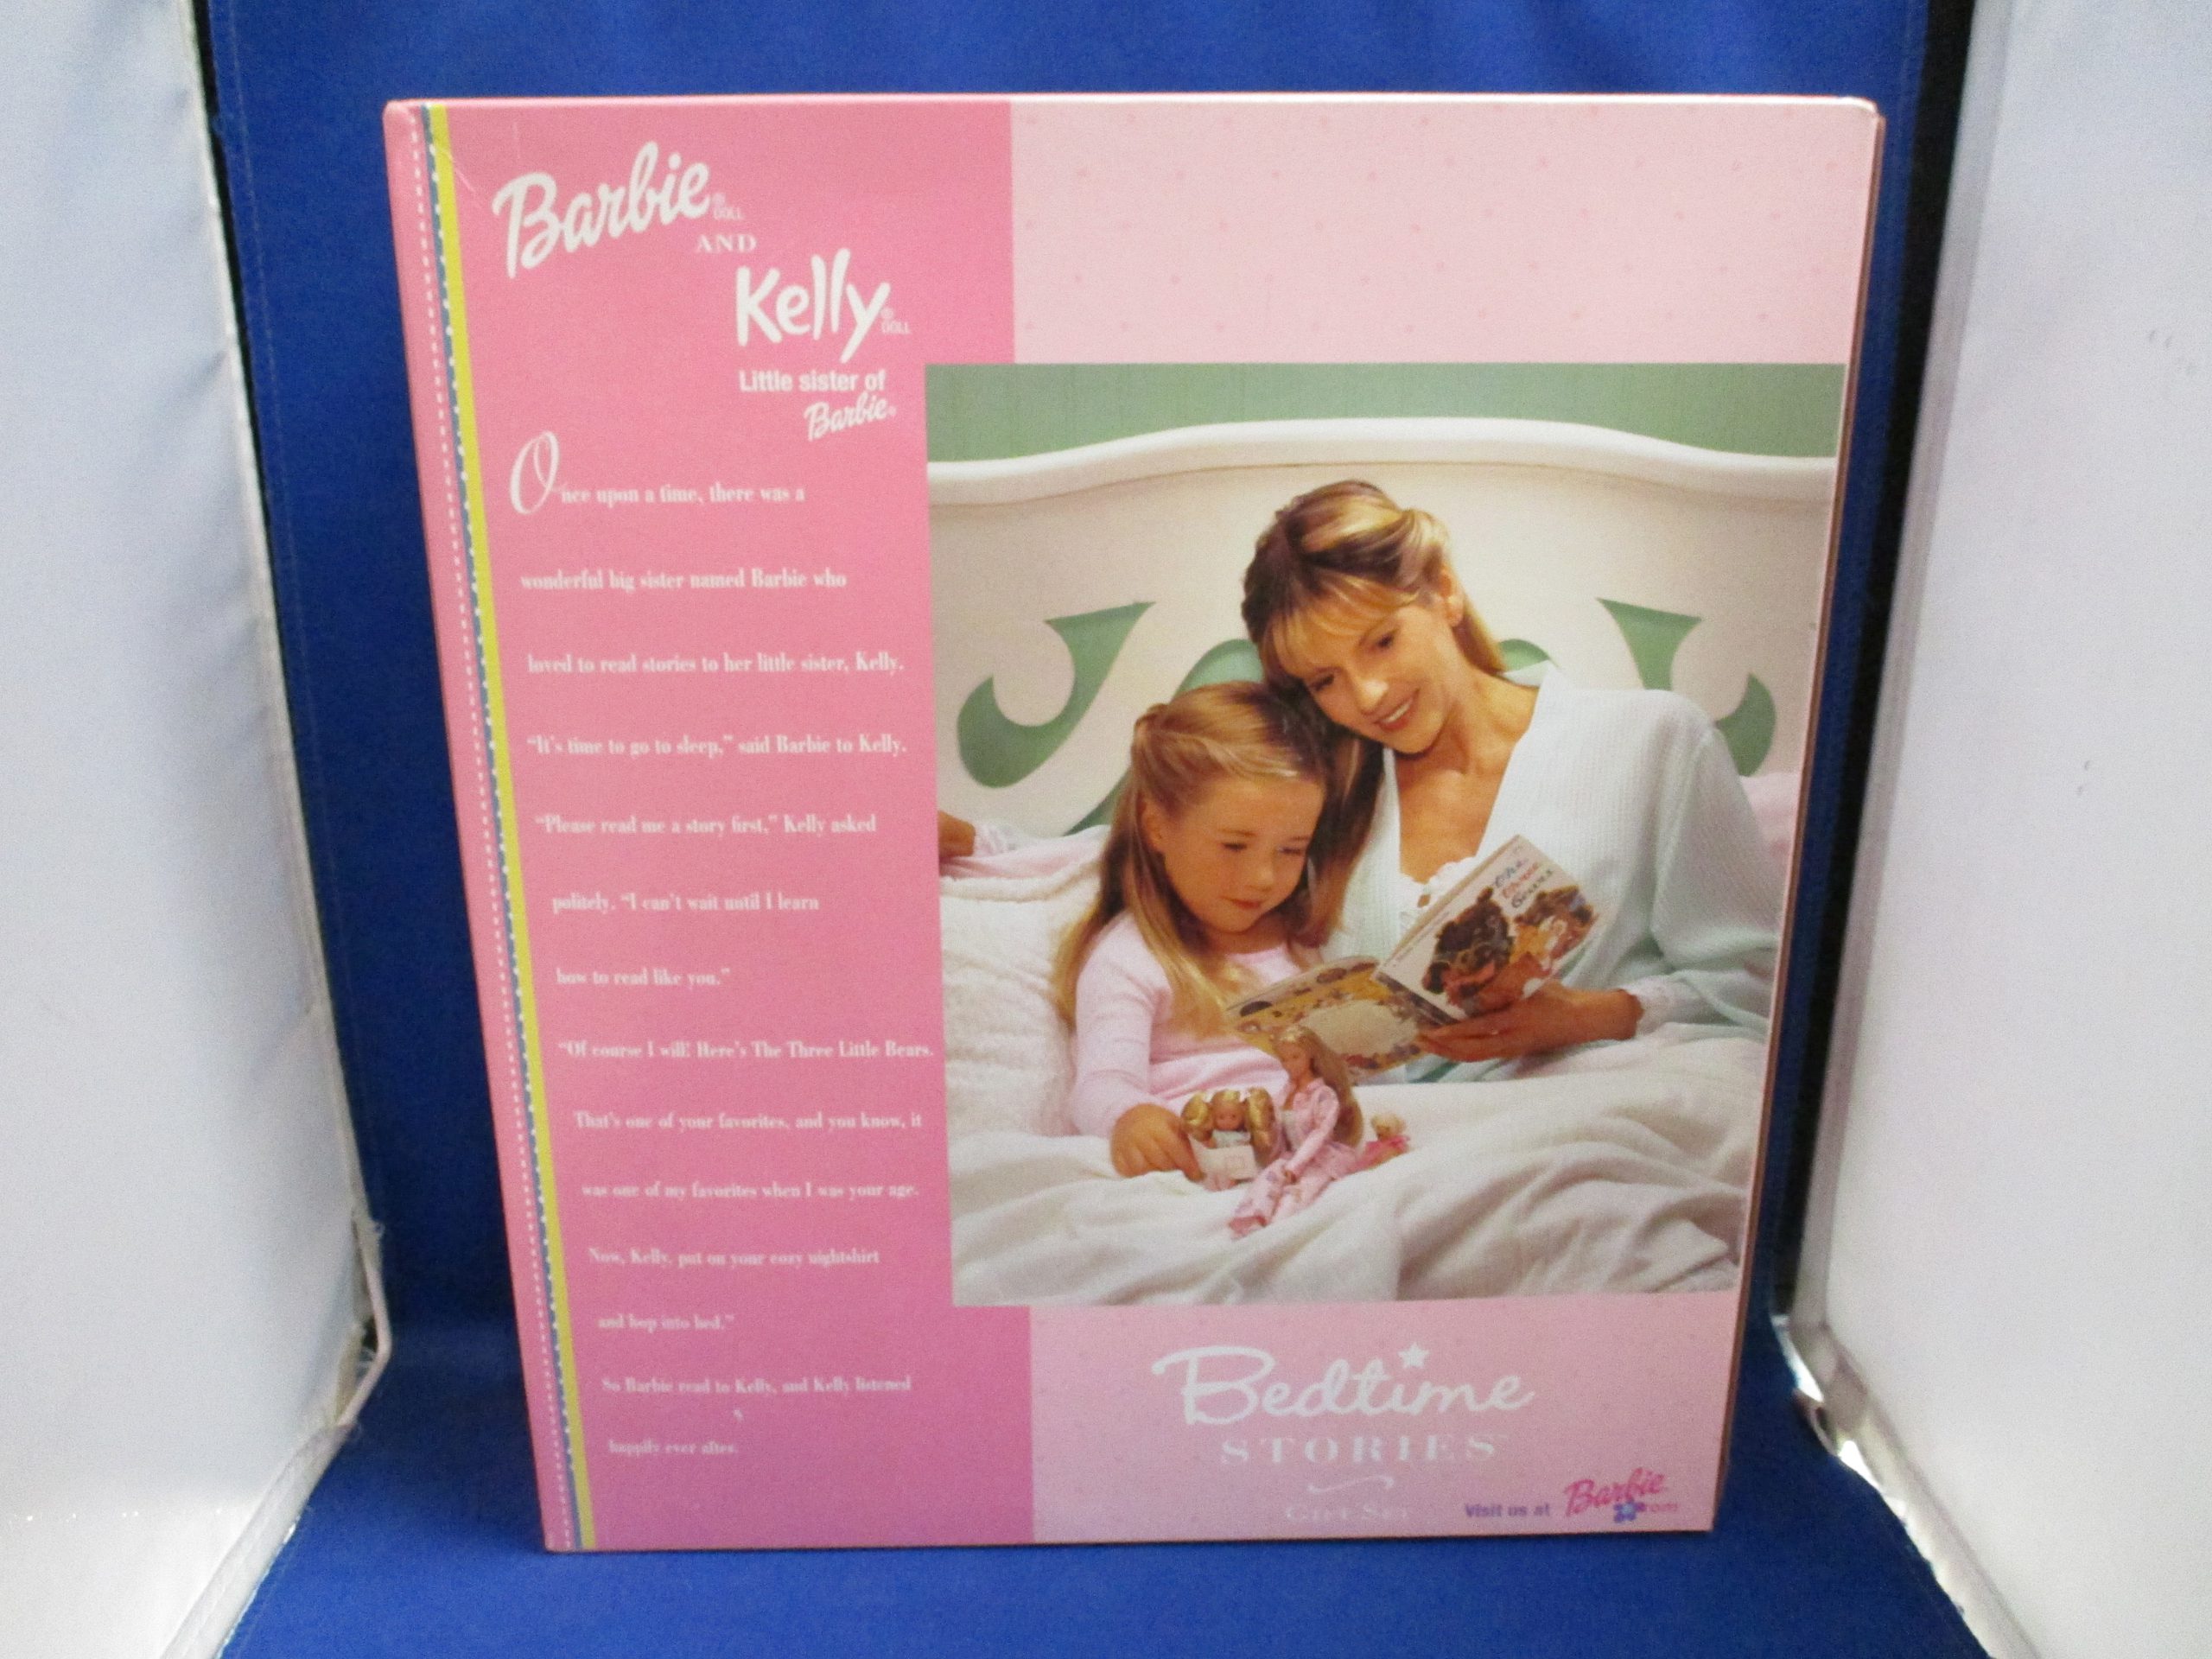 Barbie® DOLL
AND
Kelly® DOLL
Little sister of
Barbie®
Once upon a time, there was a
wonderful big sister named Barbie who
loved to read stories to her little sister, Kelly.
“It's time to go to sleep,” said Barbie to Kelly.
“Please read me a story first,” Kelly asked
politely. “I can't wait until I learn
how to read like you.”
“Of course I will! Here's The Three Little Bears.
That's one of your favorites, and you know, it
was one of my favorites when I was your age.
Now, Kelly, put on your cozy nightshirt
and hop into bed.”
So Barbie read to Kelly, and Kelly listened
happily ever after.
The Three Bears
Bedtime
STORIES™
GIFT SET
Visit us at Barbie.com